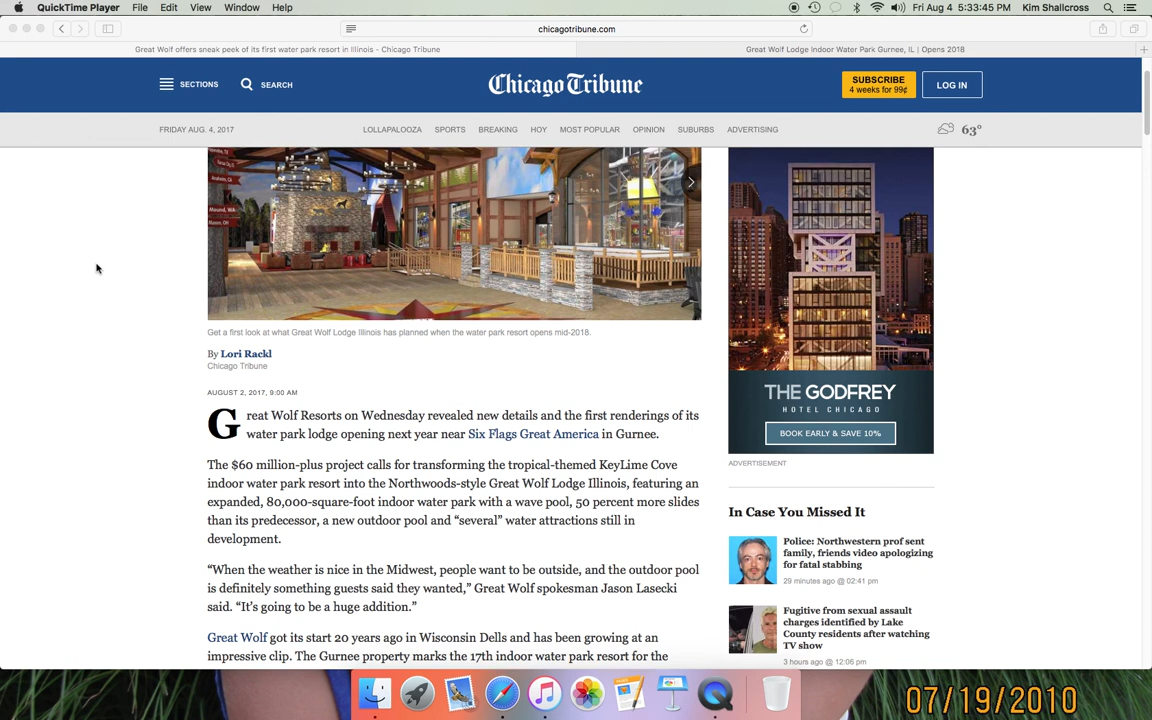 QuickTime Player File Edit View Window Help
Fri Aug 4 5:33:45 PM Kim Shallcross
chicagotribune.com
Great Wolf offers sneak peek of its first water park resort in Illinois - Chicago Tribune
Great Wolf Lodge Indoor Water Park Gurnee, IL | Opens 2018
SECTIONS
SEARCH
Chicago Tribune
SUBSCRIBE
4 weeks for 99¢
LOG IN
FRIDAY AUG. 4, 2017
LOLLAPALOOZA SPORTS BREAKING HOY MOST POPULAR OPINION SUBURBS ADVERTISING
63°
Get a first look at what Great Wolf Lodge Illinois has planned when the water park resort opens mid-2018.
By Lori Rackl
Chicago Tribune
AUGUST 2, 2017, 9:00 AM
Great Wolf Resorts on Wednesday revealed new details and the first renderings of its
water park lodge opening next year near Six Flags Great America in Gurnee.
The $60 million-plus project calls for transforming the tropical-themed KeyLime Cove
indoor water park resort into the Northwoods-style Great Wolf Lodge Illinois, featuring an
expanded, 80,000-square-foot indoor water park with a wave pool, 50 percent more slides
than its predecessor, a new outdoor pool and “several” water attractions still in
development.
“When the weather is nice in the Midwest, people want to be outside, and the outdoor pool
is definitely something guests said they wanted,” Great Wolf spokesman Jason Lasecki
said. “It's going to be a huge addition.”
Great Wolf got its start 20 years ago in Wisconsin Dells and has been growing at an
impressive clip. The Gurnee property marks the 17th indoor water park resort for the
THE GODFREY
HOTEL CHICAGO
BOOK EARLY & SAVE 10%
ADVERTISEMENT
In Case You Missed It
Police: Northwestern prof sent
family, friends video apologizing
for fatal stabbing
29 minutes ago @ 02:41 pm
Fugitive from sexual assault
charges identified by Lake
County residents after watching
TV show
3 hours ago @ 12:06 pm
07/19/2010